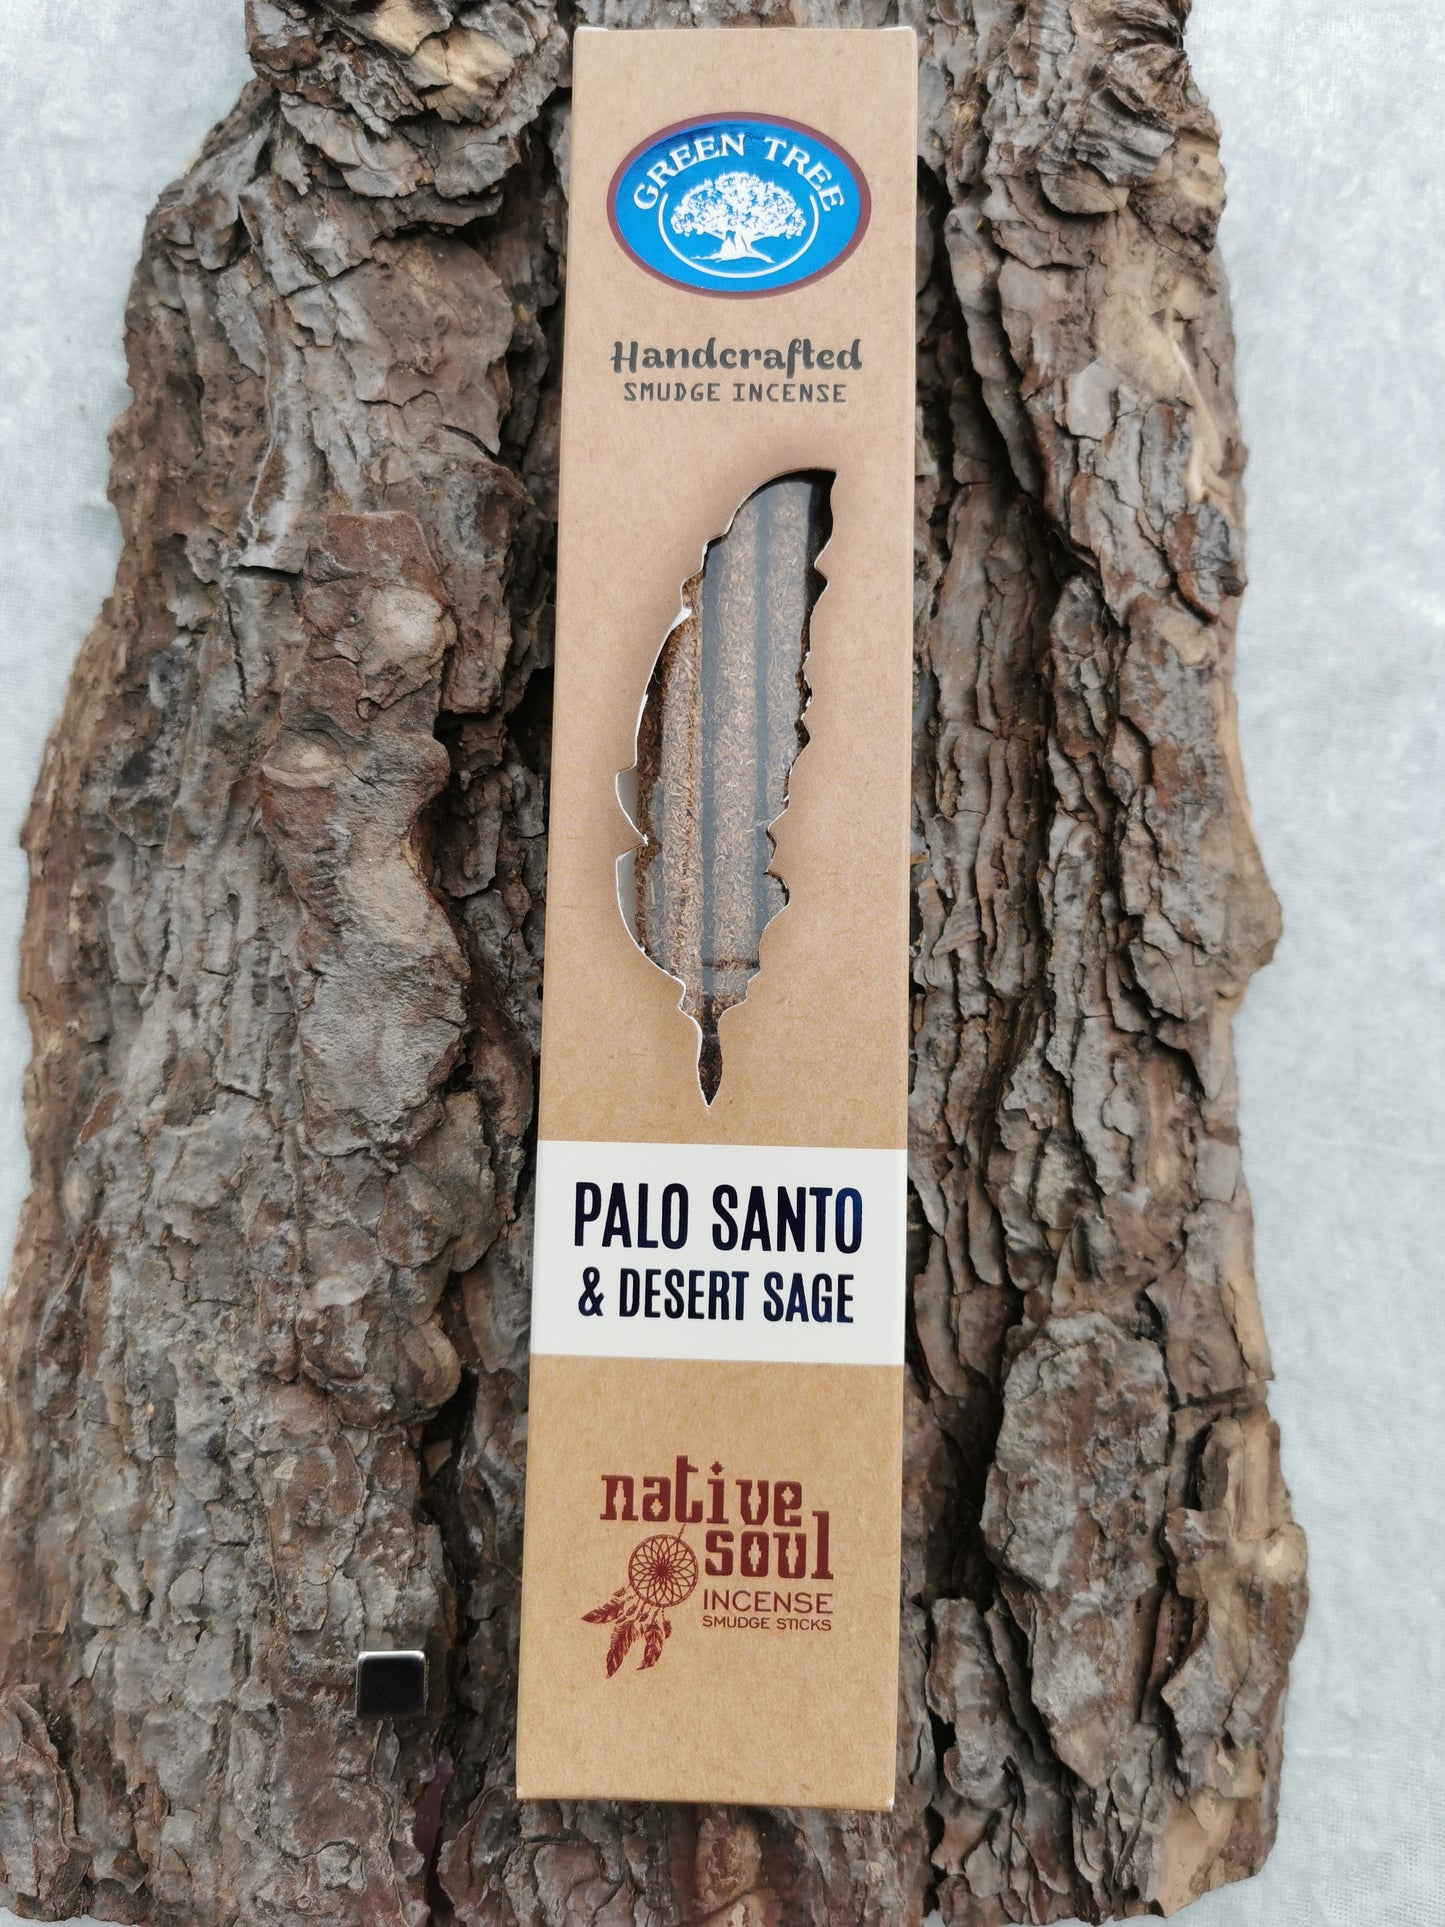 GREEN TREE
Handcrafted
SMUDGE INCENSE
PALO SANTO
& DESERT SAGE
native
soul
INCENSE
SMUDGE STICKS